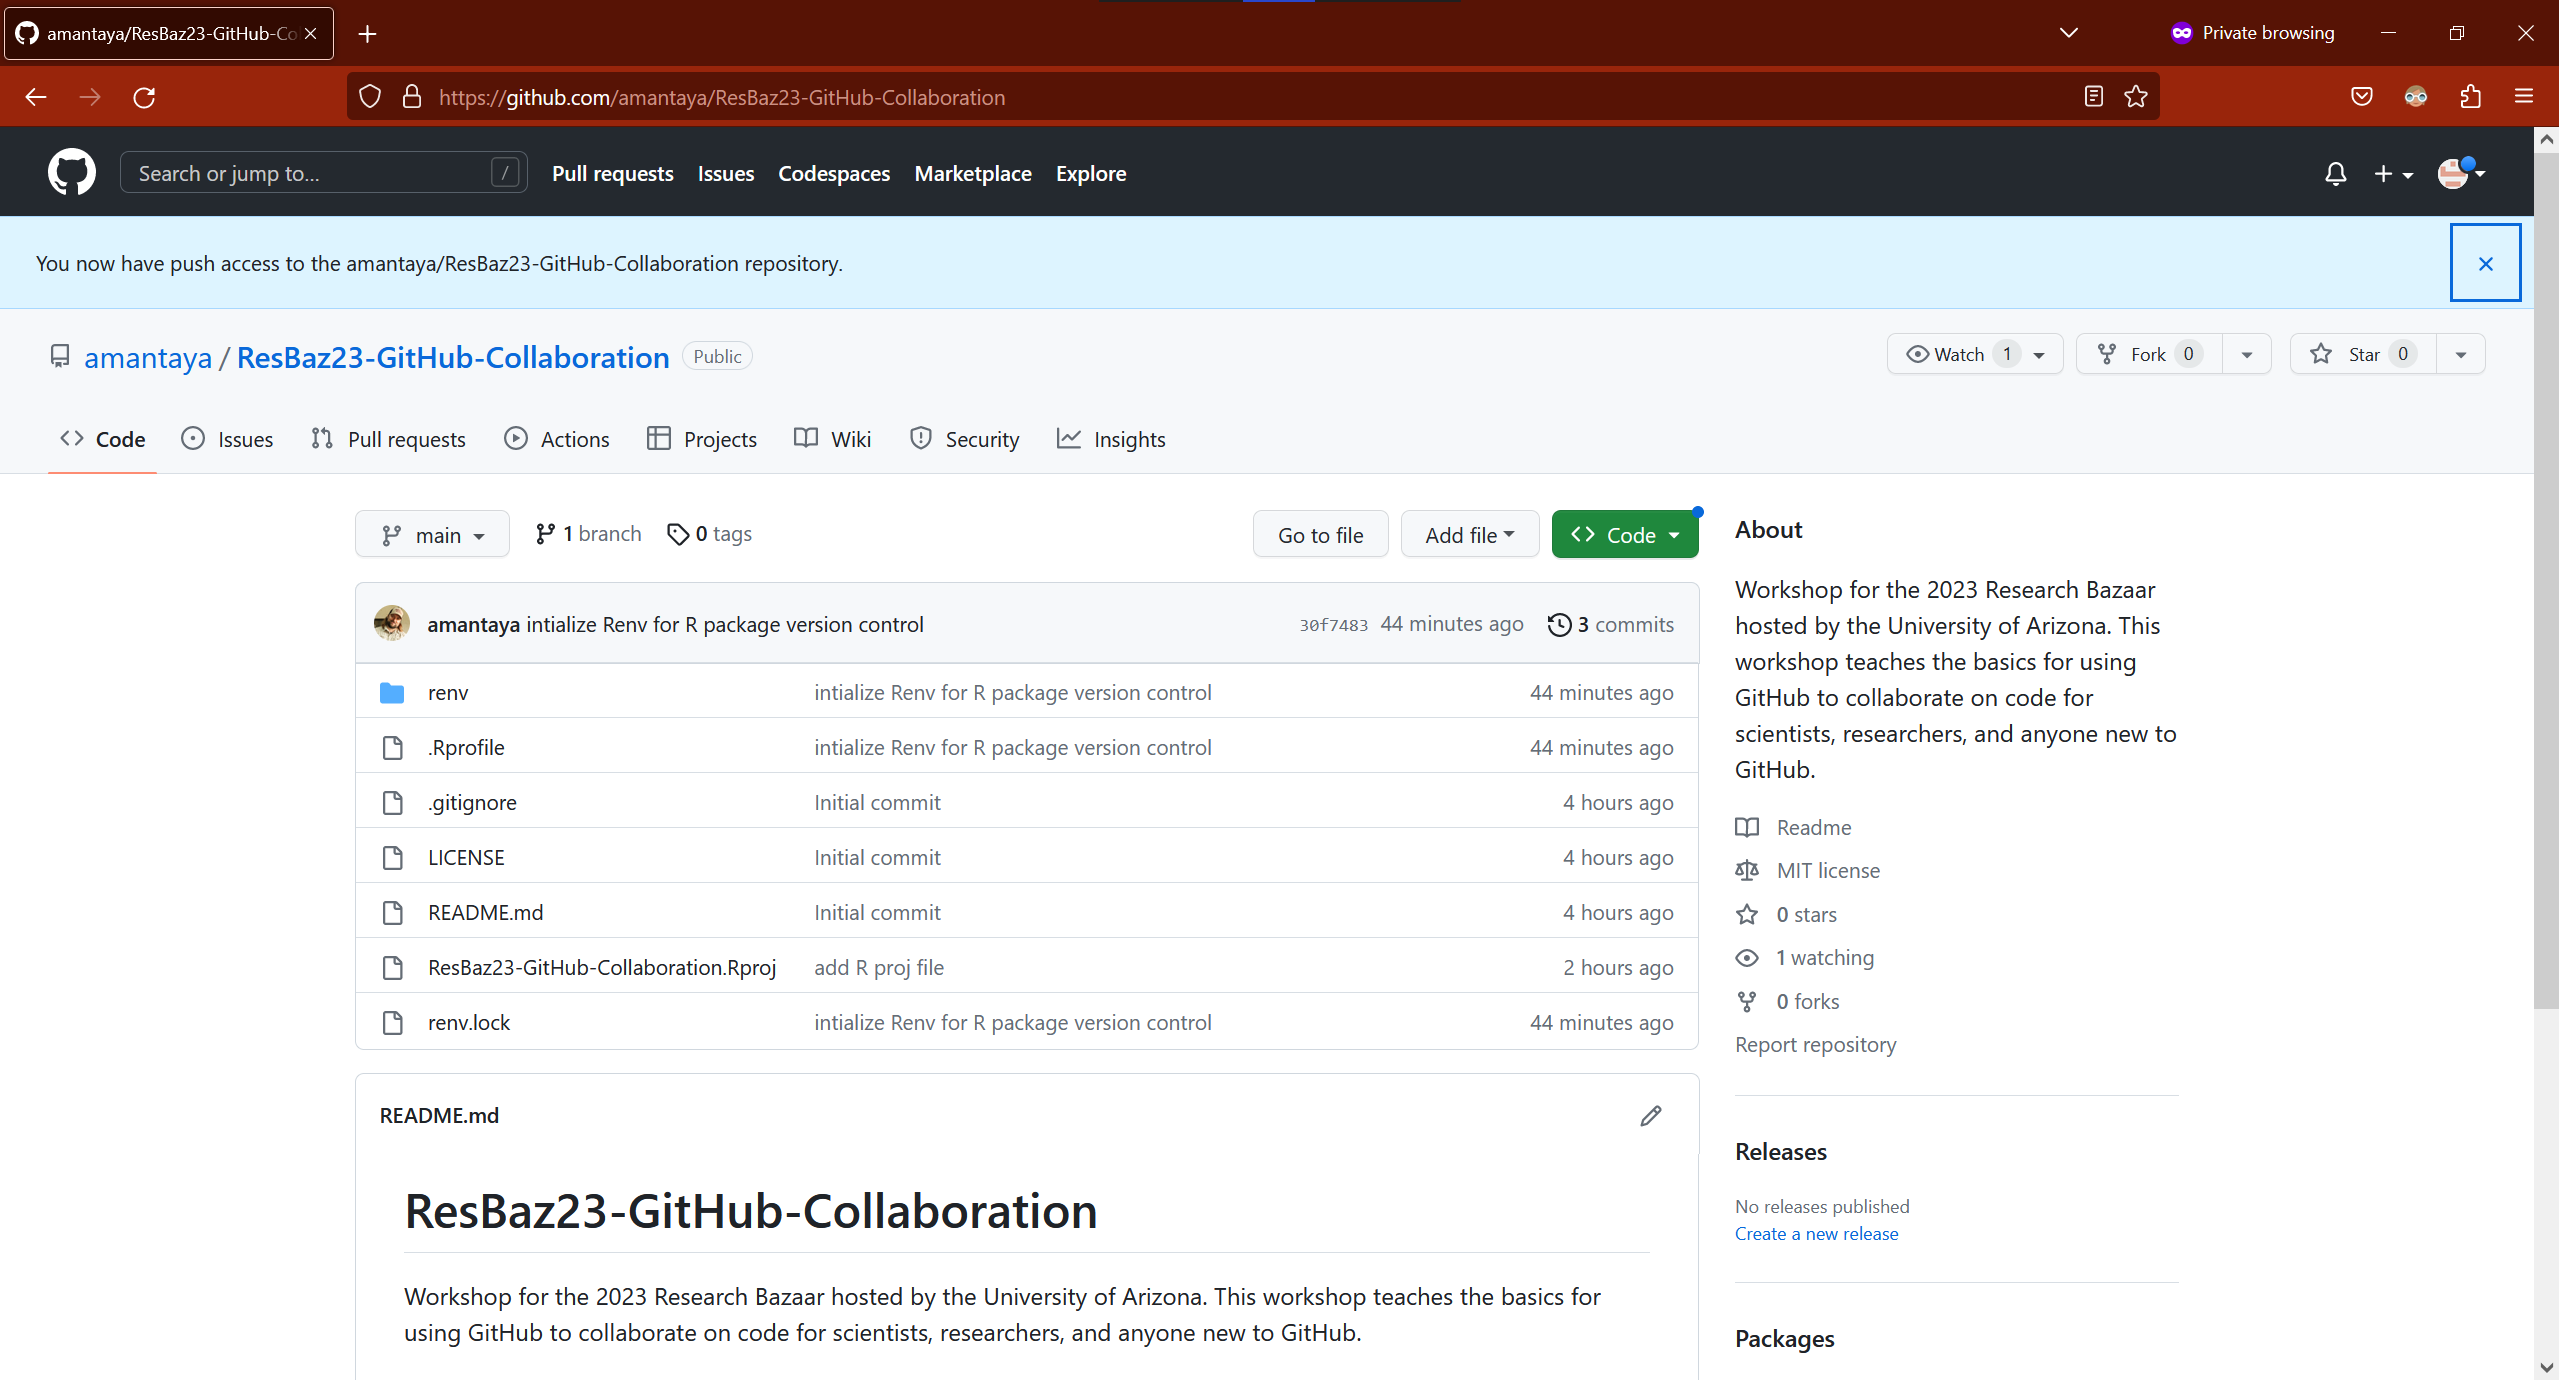 amantaya/ResBaz23-GitHub-Co
Private browsing
https://github.com/amantaya/ResBaz23-GitHub-Collaboration
Search or jump to... /
Pull requests Issues Codespaces Marketplace Explore
You now have push access to the amantaya/ResBaz23-GitHub-Collaboration repository.
amantaya / ResBaz23-GitHub-Collaboration Public
Watch 1 Fork 0 Star 0
Code Issues Pull requests Actions Projects Wiki Security Insights
main 1 branch 0 tags Go to file Add file Code
amantaya intialize Renv for R package version control 30f7483 44 minutes ago 3 commits
renv intialize Renv for R package version control 44 minutes ago
.Rprofile intialize Renv for R package version control 44 minutes ago
.gitignore Initial commit 4 hours ago
LICENSE Initial commit 4 hours ago
README.md Initial commit 4 hours ago
ResBaz23-GitHub-Collaboration.Rproj add R proj file 2 hours ago
renv.lock intialize Renv for R package version control 44 minutes ago
README.md
ResBaz23-GitHub-Collaboration
Workshop for the 2023 Research Bazaar hosted by the University of Arizona. This workshop teaches the basics for
using GitHub to collaborate on code for scientists, researchers, and anyone new to GitHub.
About
Workshop for the 2023 Research Bazaar
hosted by the University of Arizona. This
workshop teaches the basics for using
GitHub to collaborate on code for
scientists, researchers, and anyone new to
GitHub.
Readme
MIT license
0 stars
1 watching
0 forks
Report repository
Releases
No releases published
Create a new release
Packages